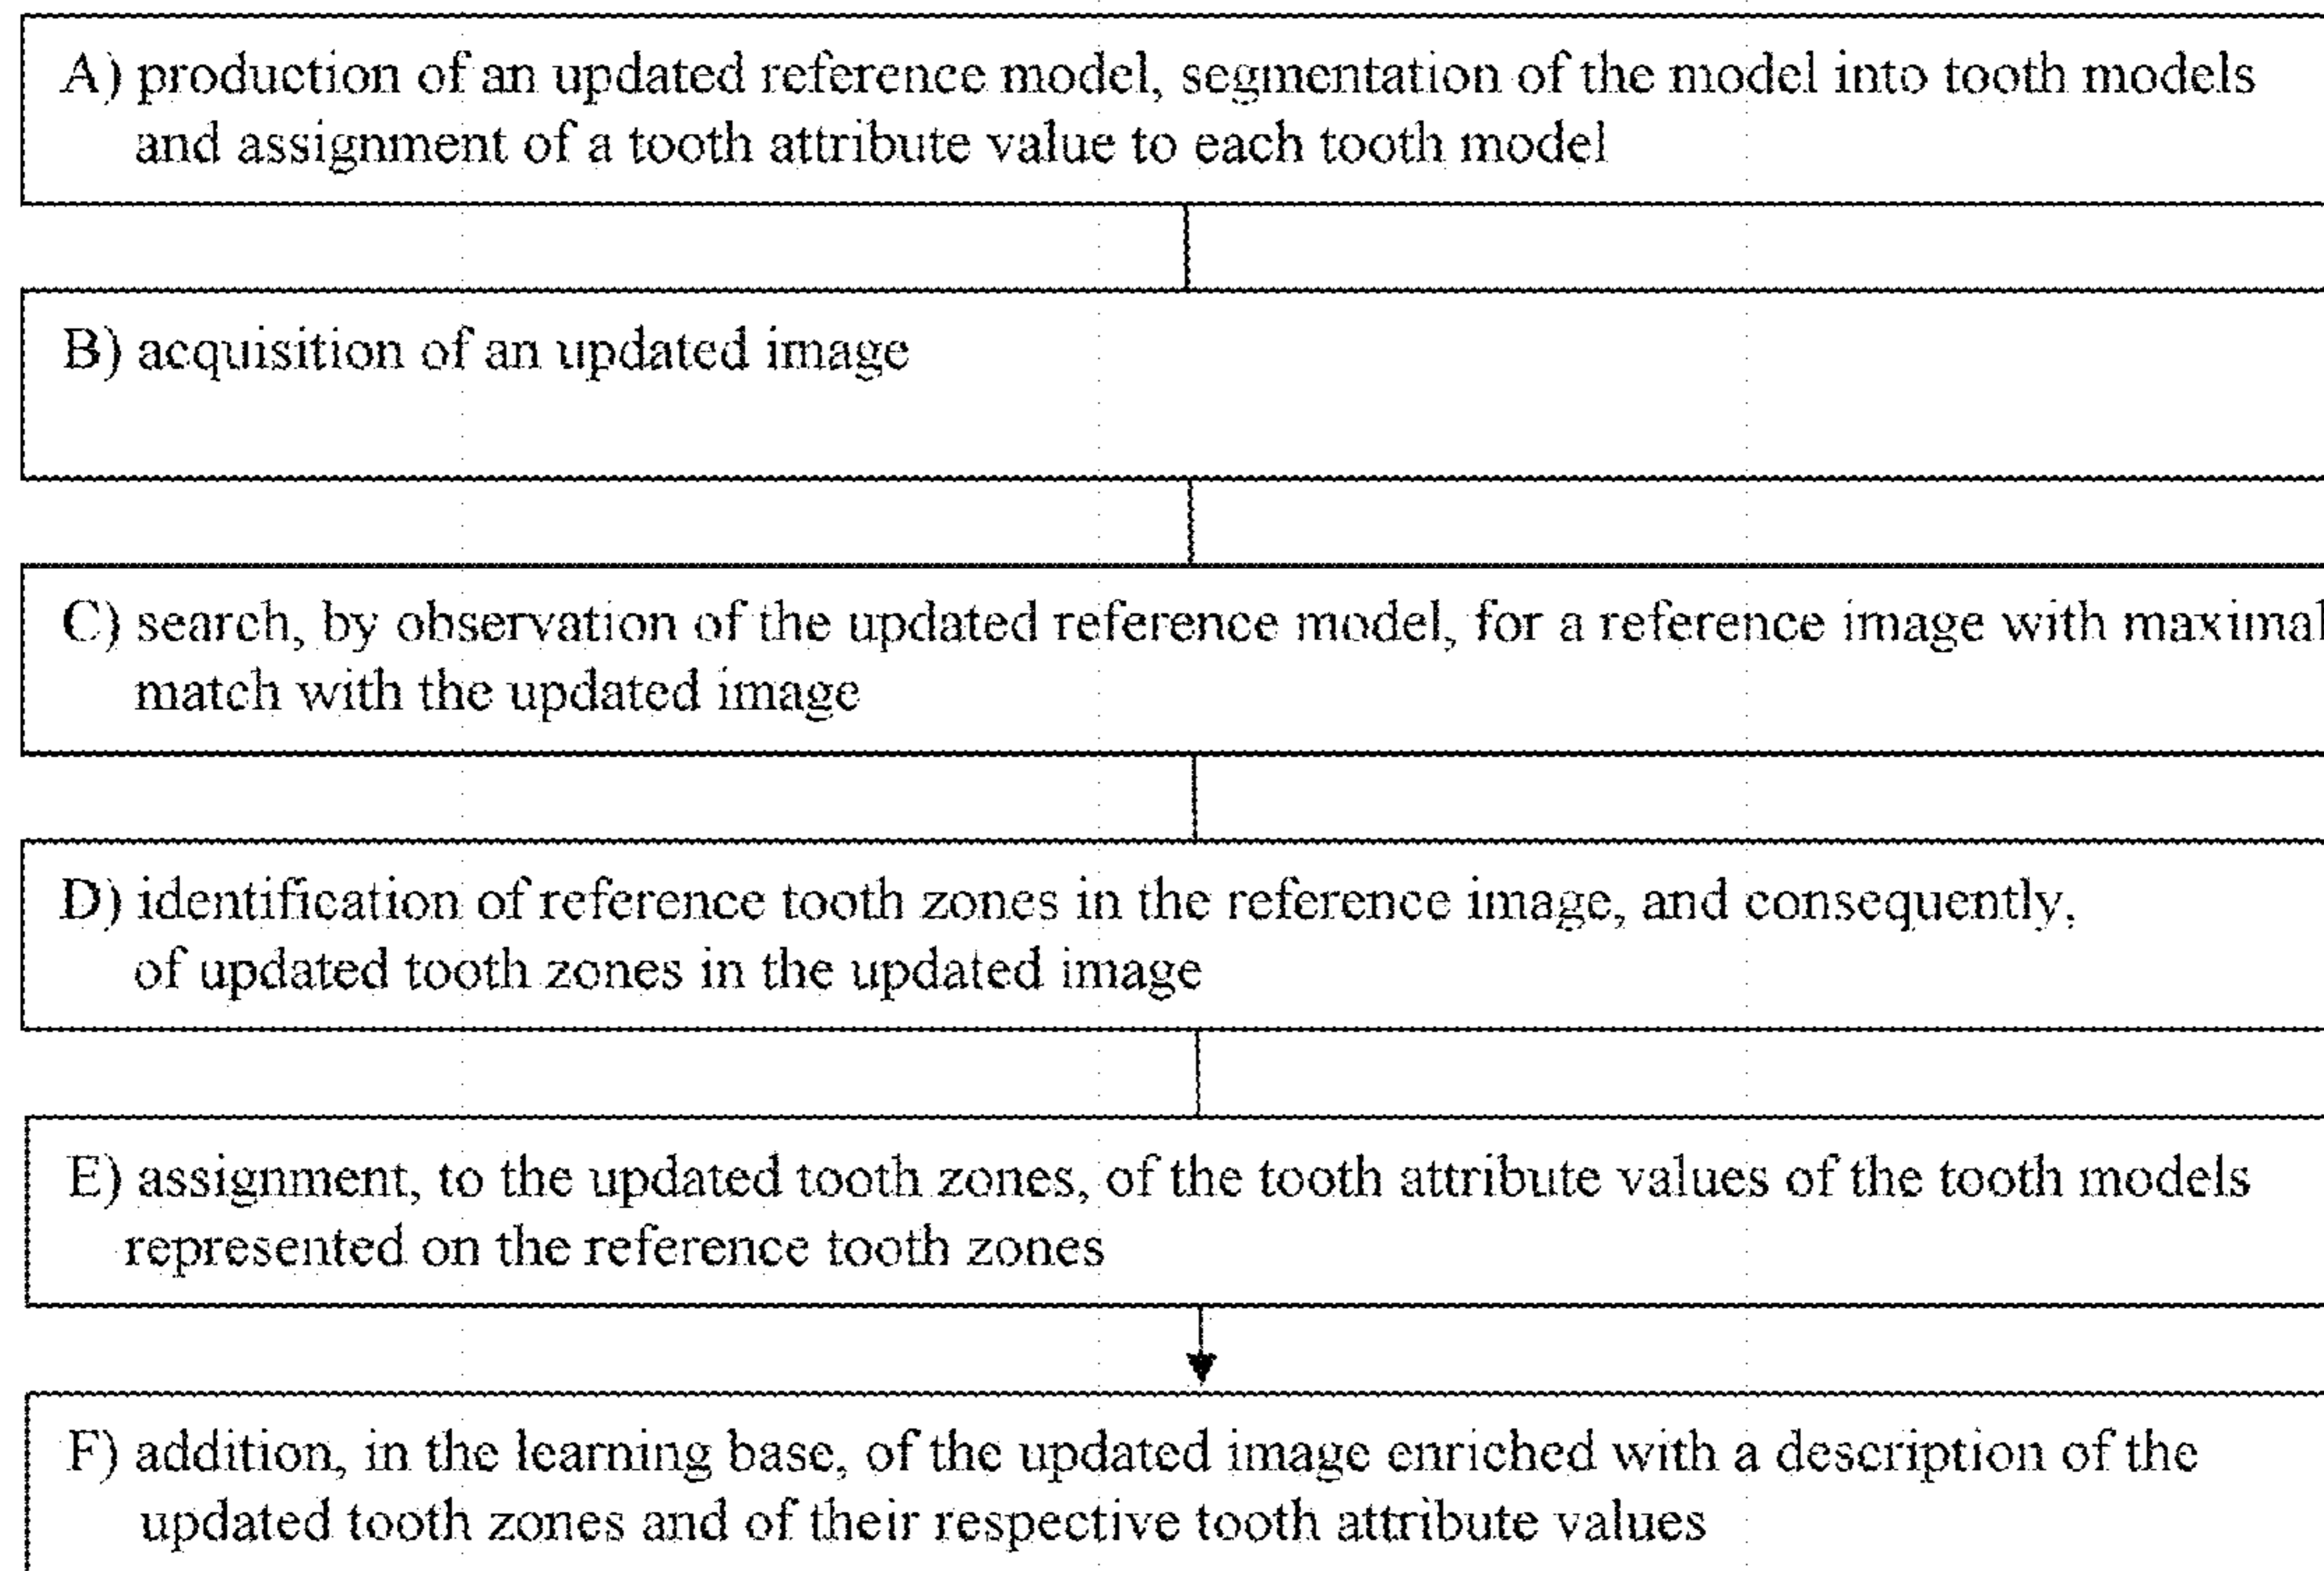 A) production of an updated reference model, segmentation of the model into tooth models
and assignment of a tooth attribute value to each tooth model
B) acquisition of an updated image
C) search, by observation of the updated reference model, for a reference image with maximal
match with the updated image
D) identification of reference tooth zones in the reference image, and consequently,
of updated tooth zones in the updated image
E) assignment, to the updated tooth zones, of the tooth attribute values of the tooth models
represented on the reference tooth zones
F) addition, in the learning base, of the updated image enriched with a description of the
updated tooth zones and of their respective tooth attribute values